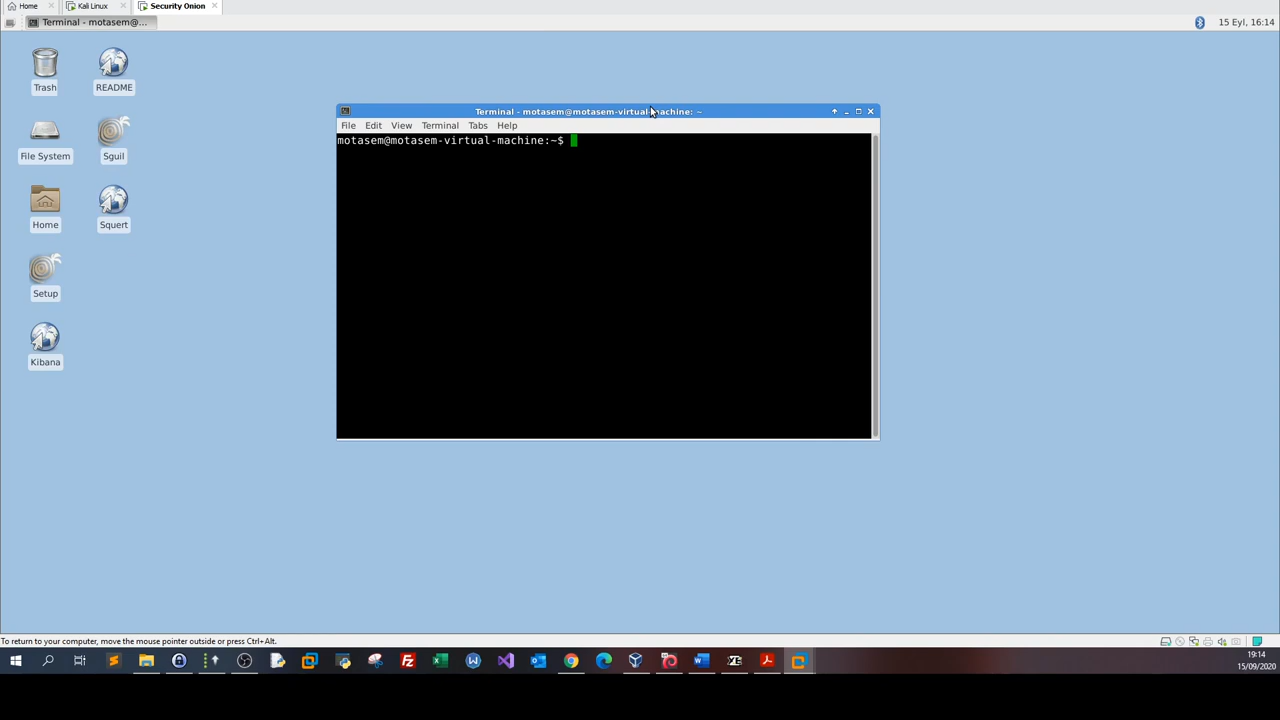 Home
Kali Linux
Security Onion
Terminal - motasem@...
15 Eyl, 16:14
Trash
README
File System
Sguil
Home
Squert
Setup
Kibana
Terminal - motasem@motasem-virtual-machine: ~
File Edit View Terminal Tabs Help
motasem@motasem-virtual-machine:~$
To return to your computer, move the mouse pointer outside or press Ctrl+Alt.
19:14
15/09/2020